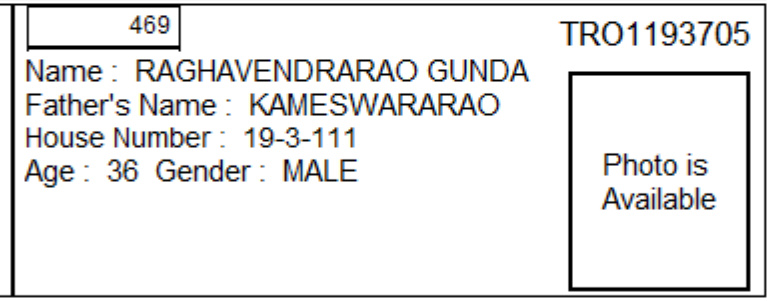 469
TRO1193705
Name : RAGHAVENDRARAO GUNDA
Father's Name : KAMESWARARAO
House Number : 19-3-111
Age : 36 Gender : MALE
Photo is
Available